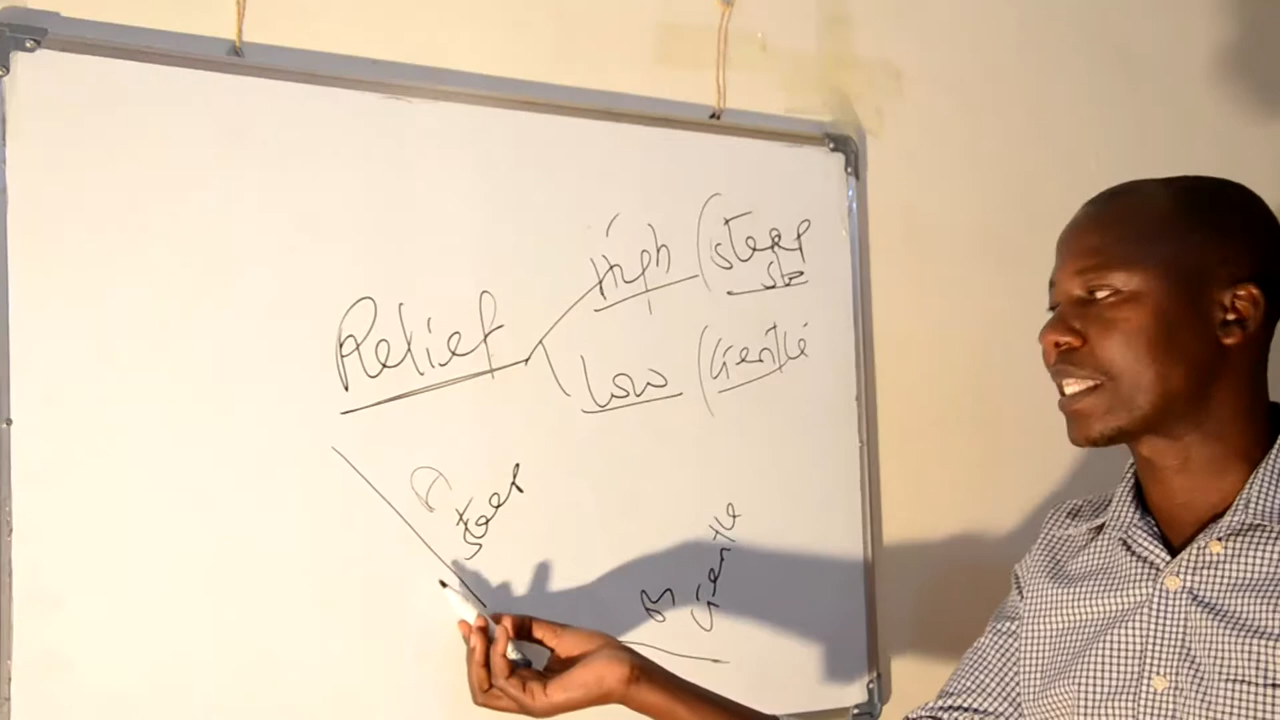 High (steep
Relief
Low (Gentle
A
steep
B
Gentle